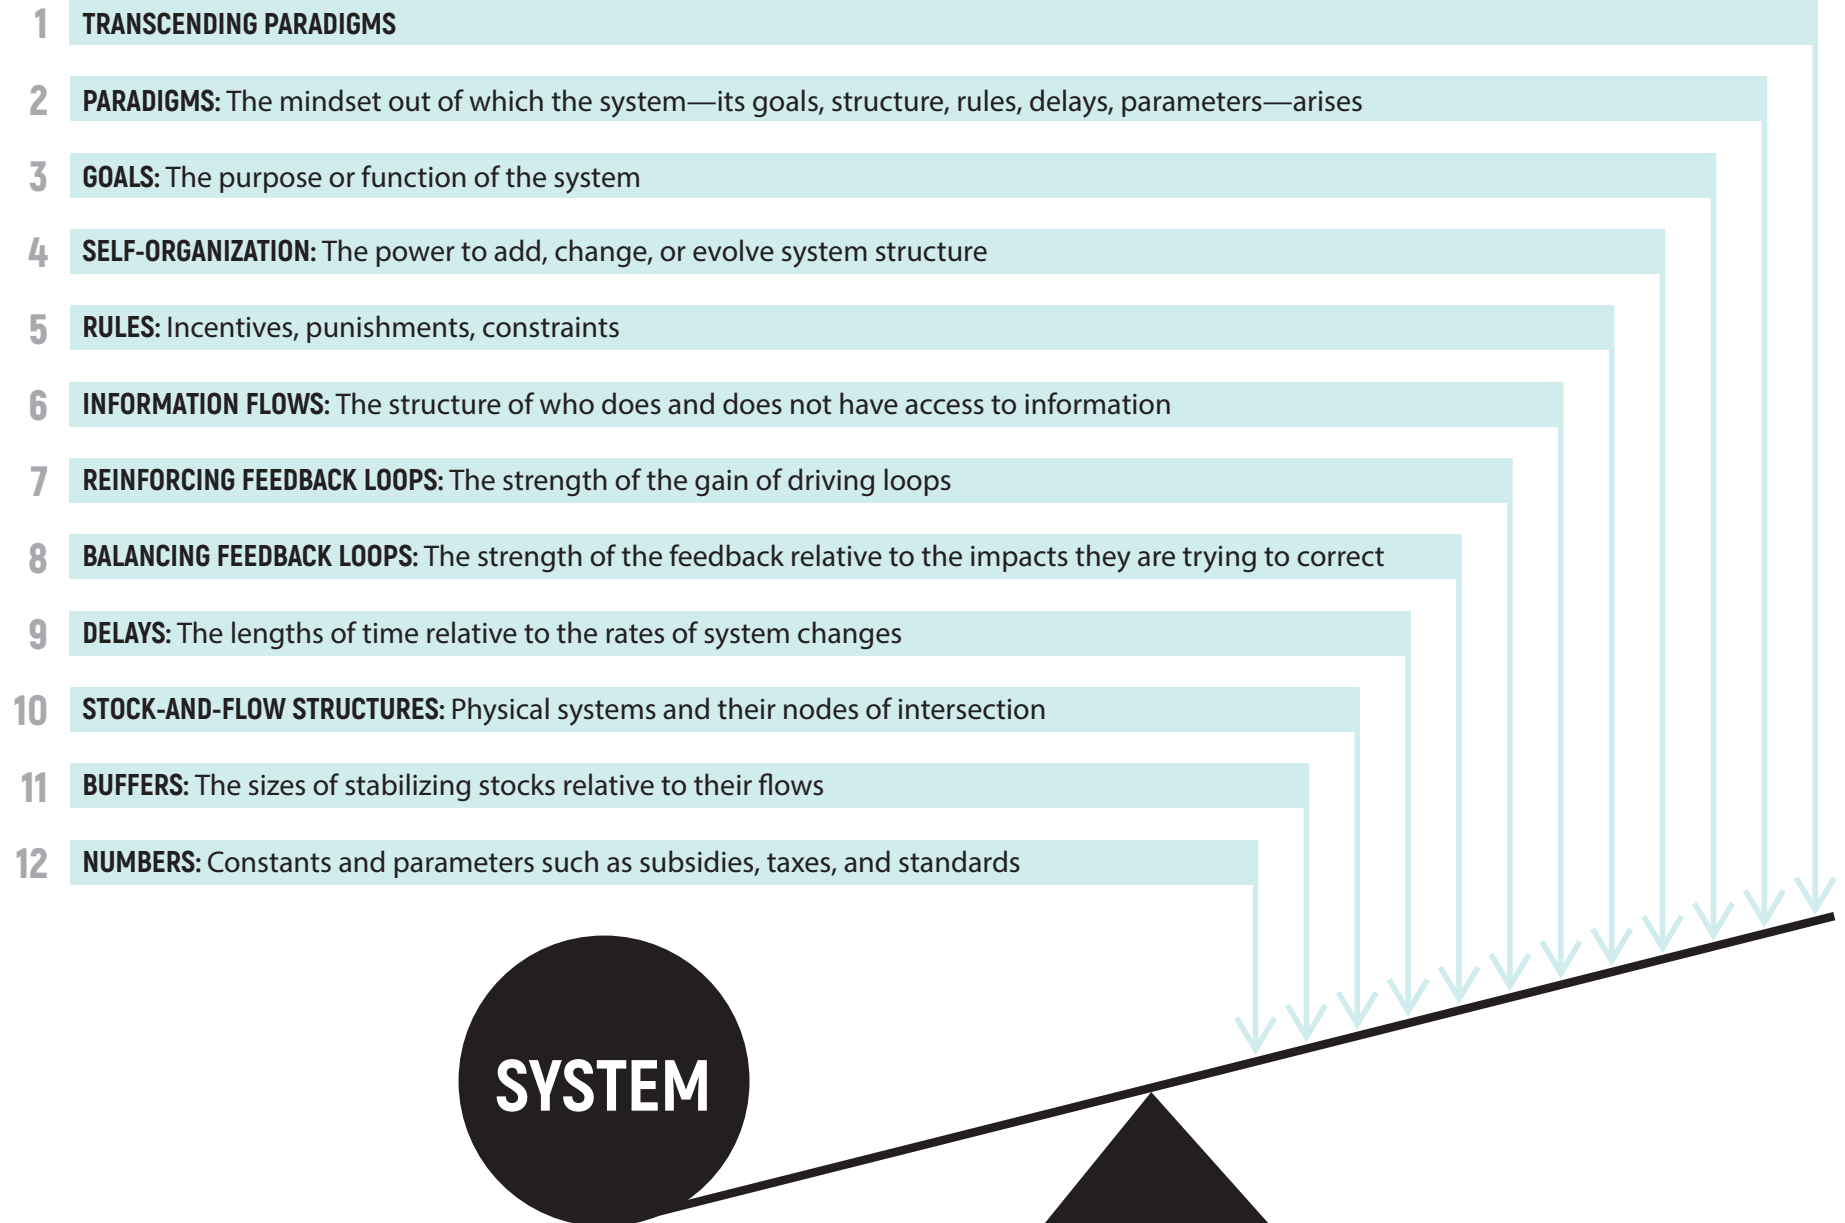 1 TRANSCENDING PARADIGMS
2 PARADIGMS: The mindset out of which the system—its goals, structure, rules, delays, parameters—arises
3 GOALS: The purpose or function of the system
4 SELF-ORGANIZATION: The power to add, change, or evolve system structure
5 RULES: Incentives, punishments, constraints
6 INFORMATION FLOWS: The structure of who does and does not have access to information
7 REINFORCING FEEDBACK LOOPS: The strength of the gain of driving loops
8 BALANCING FEEDBACK LOOPS: The strength of the feedback relative to the impacts they are trying to correct
9 DELAYS: The lengths of time relative to the rates of system changes
10 STOCK-AND-FLOW STRUCTURES: Physical systems and their nodes of intersection
11 BUFFERS: The sizes of stabilizing stocks relative to their flows
12 NUMBERS: Constants and parameters such as subsidies, taxes, and standards
SYSTEM